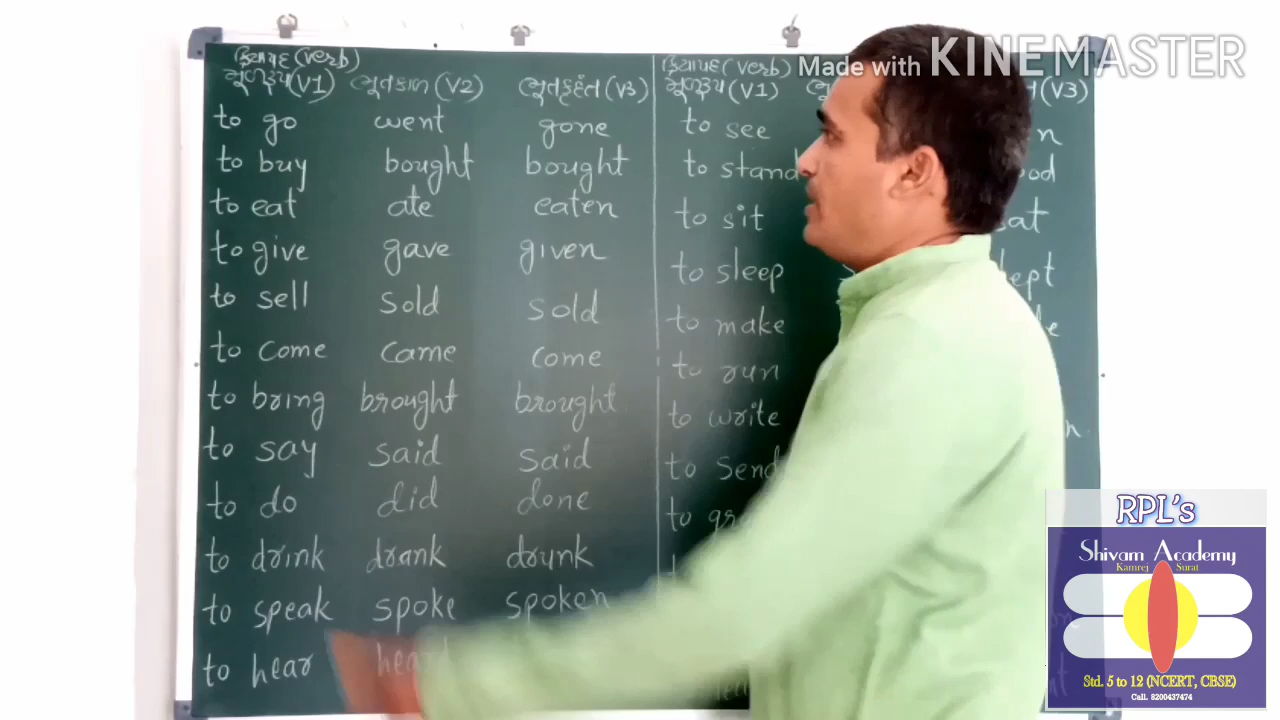 ક્રિયાપદ (verb)
મૂળરૂપ (V1) ભૂતકાળ (V2) ભૂતકૃદંત (V3)
to go went gone
to buy bought bought
to eat ate eaten
to give gave given
to sell sold sold
to come came come
to bring brought brought
to say said said
to do did done
to drink drank drunk
to speak spoke spoken
to hear heard
ક્રિયાપદ (verb)
મૂળરૂપ (V1) (V3)
to see
to stand
to sit
to sleep
to make
to run
to write
to send
to
Made with KINEMASTER
RPL's
Shivam Academy
Kamrej Surat
Std. 5 to 12 (NCERT, CBSE)
Call. 8200437474